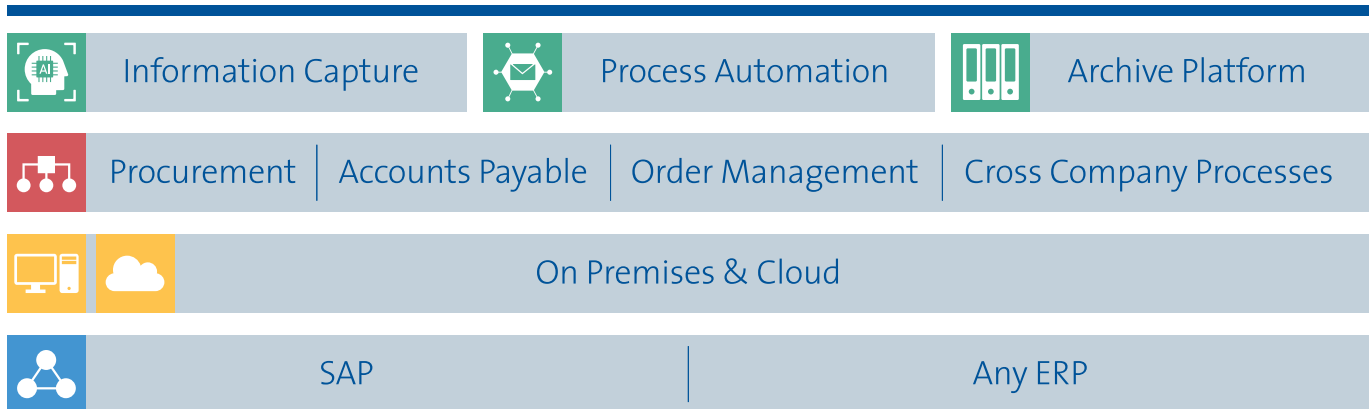 AI
Information Capture
Process Automation
Archive Platform
Procurement
Accounts Payable
Order Management
Cross Company Processes
On Premises & Cloud
SAP
Any ERP